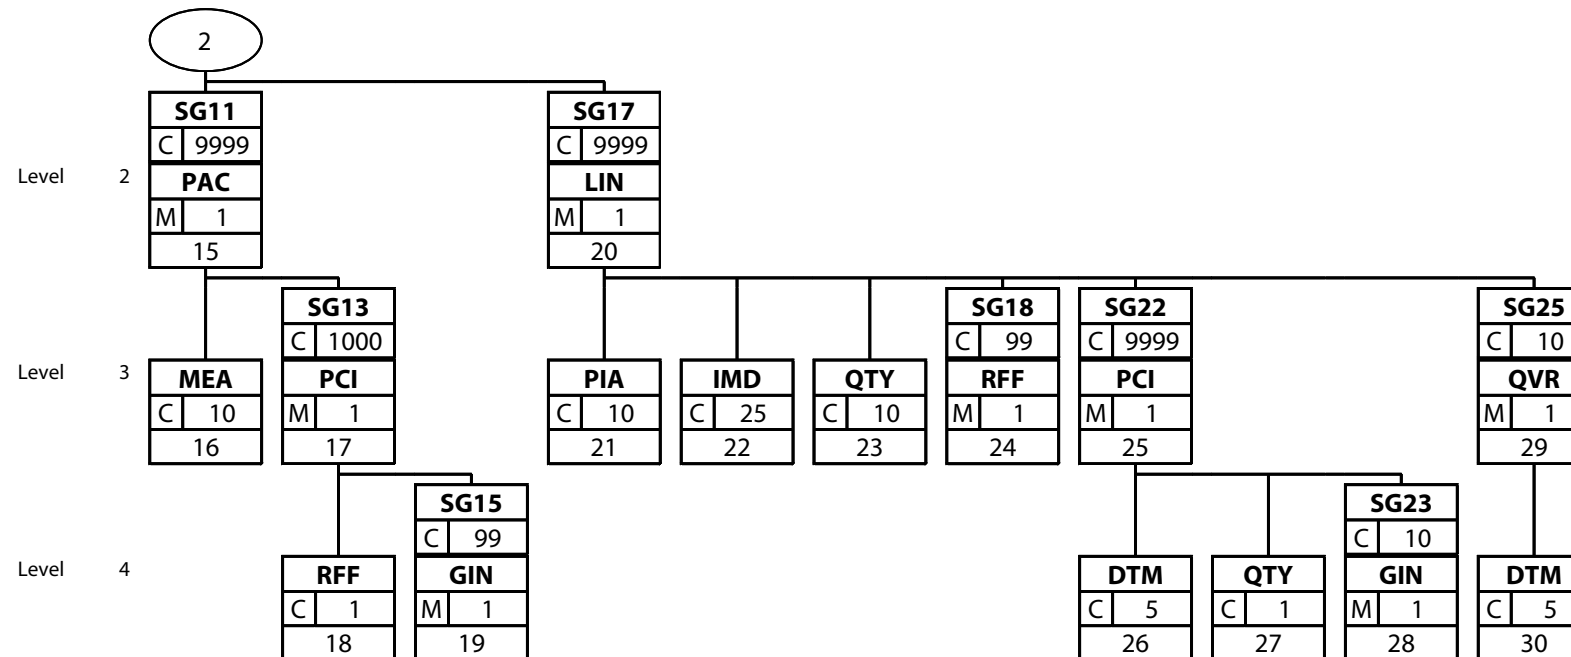 2
SG11 SG17
C 9999 C 9999
Level 2 PAC LIN
M 1 M 1
15 20
SG13 SG18 SG22 SG25
C 1000 C 99 C 9999 C 10
Level 3 MEA PCI PIA IMD QTY RFF PCI QVR
C 10 M 1 C 10 C 25 C 10 M 1 M 1 M 1
16 17 21 22 23 24 25 29
SG15 SG23
C 99 C 10
Level 4 RFF GIN DTM QTY GIN DTM
C 1 M 1 C 5 C 1 M 1 C 5
18 19 26 27 28 30